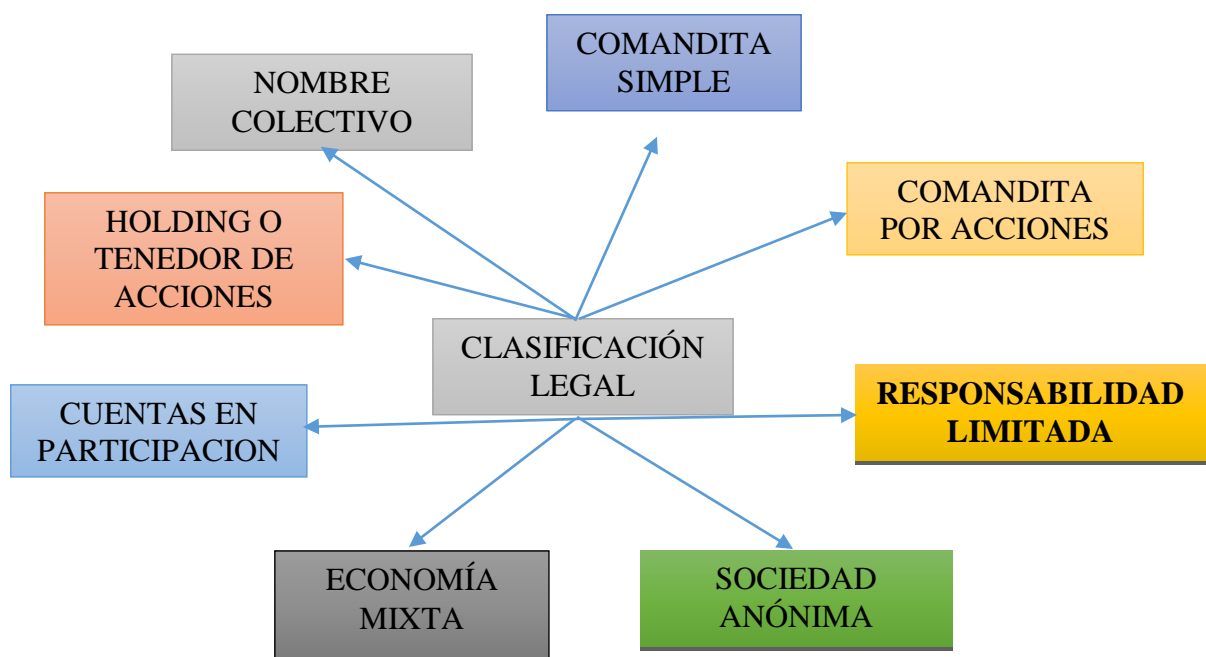 COMANDITA
SIMPLE
NOMBRE
COLECTIVO
COMANDITA
POR ACCIONES
HOLDING O
TENEDOR DE
ACCIONES
CLASIFICACIÓN
LEGAL
RESPONSABILIDAD
LIMITADA
CUENTAS EN
PARTICIPACION
ECONOMÍA
MIXTA
SOCIEDAD
ANÓNIMA